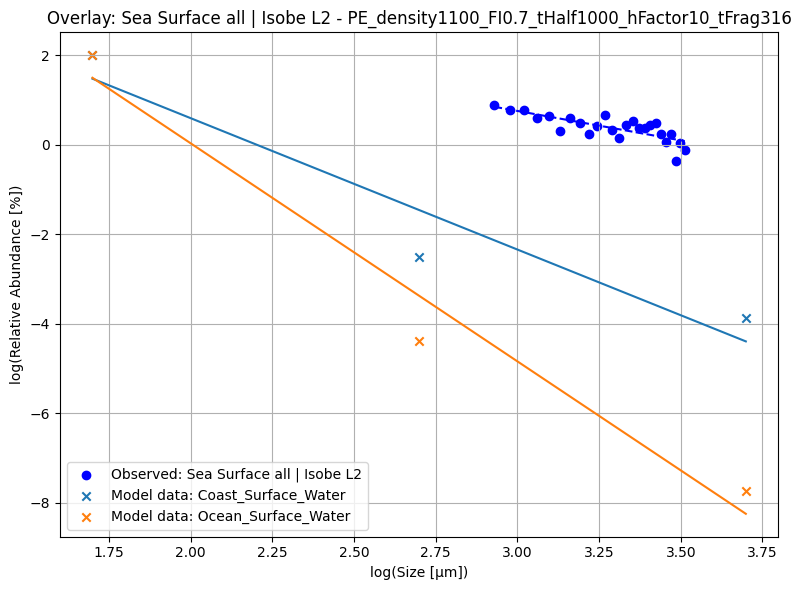 Overlay: Sea Surface all | Isobe L2 - PE_density1100_FI0.7_tHalf1000_hFactor10_tFrag316
log(Relative Abundance [%])
2
0
−2
−4
−6
−8
Observed: Sea Surface all | Isobe L2
Model data: Coast_Surface_Water
Model data: Ocean_Surface_Water
1.75 2.00 2.25 2.50 2.75 3.00 3.25 3.50 3.75
log(Size [μm])